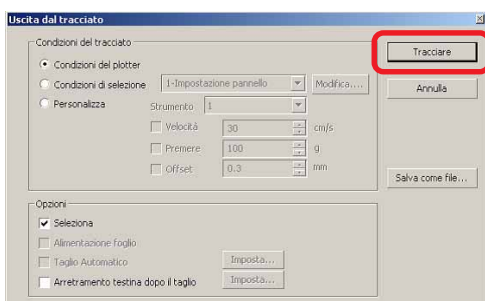 Uscita dal tracciato
Condizioni del tracciato
Condizioni del plotter
Condizioni di selezione 1-Impostazione pannello Modifica....
Personalizza Strumento 1
Velocità 30 cm/s
Premere 100 g
Offset 0.3 mm
Tracciare
Annulla
Salva come file...
Opzioni
Seleziona
Alimentazione foglio
Taglio Automatico Imposta...
Arretramento testina dopo il taglio Imposta...